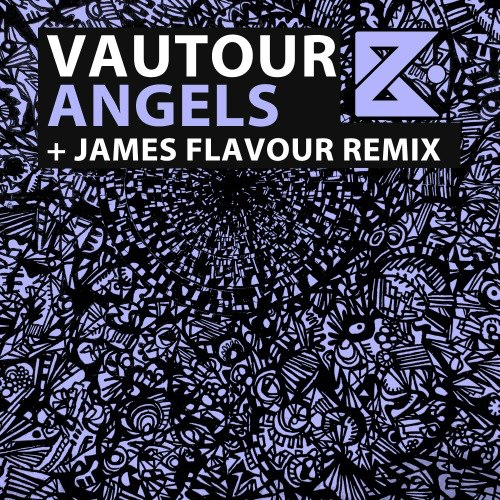 VAUTOUR
ANGELS
+ JAMES FLAVOUR REMIX